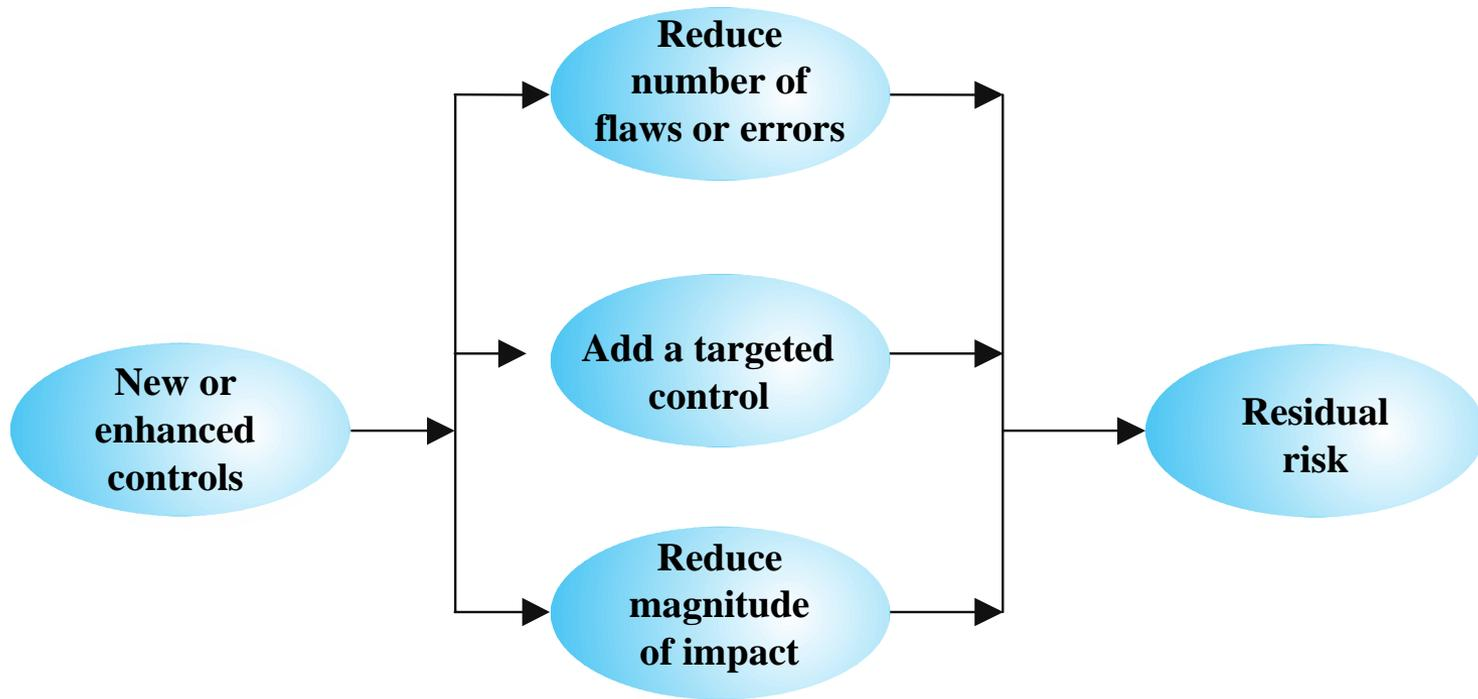 Reduce
number of
flaws or errors
Add a targeted
control
New or
enhanced
controls
Residual
risk
Reduce
magnitude
of impact